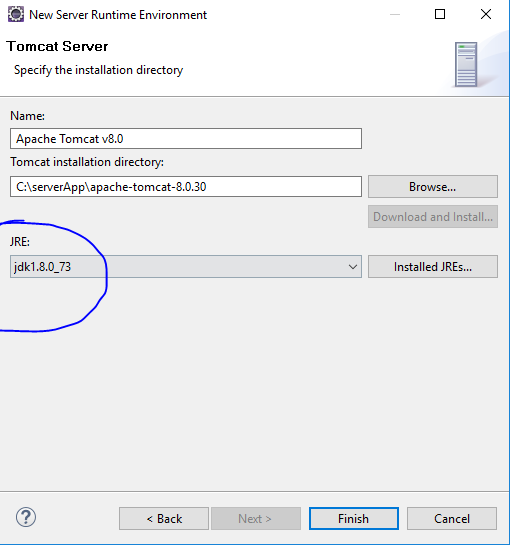 New Server Runtime Environment
Tomcat Server
Specify the installation directory
Name:
Apache Tomcat v8.0
Tomcat installation directory:
C:\serverApp\apache-tomcat-8.0.30
Browse...
Download and Install...
JRE:
jdk1.8.0_73
Installed JREs...
?
< Back
Next >
Finish
Cancel